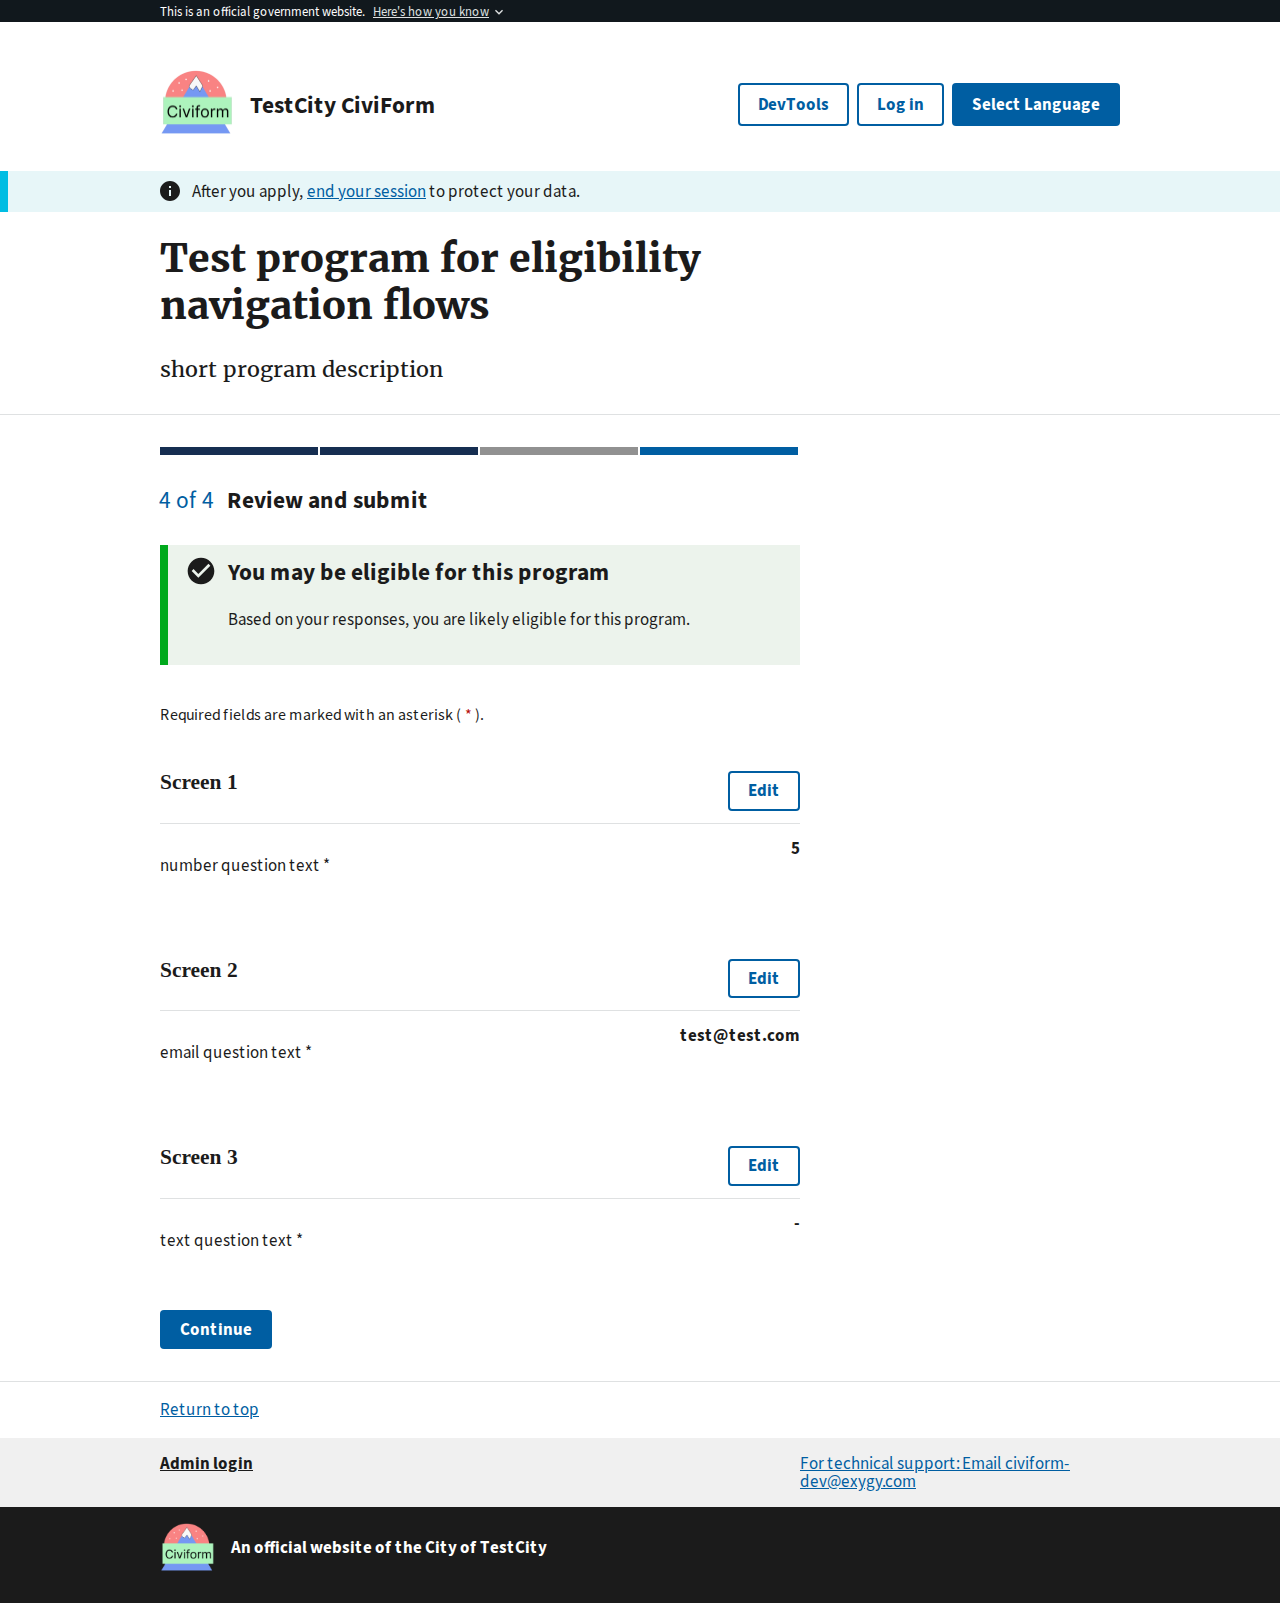 This is an official government website. Here's how you know
Civiform
TestCity CiviForm
DevTools
Log in
Select Language
After you apply, end your session to protect your data.
Test program for eligibility
navigation flows
short program description
4 of 4 Review and submit
You may be eligible for this program
Based on your responses, you are likely eligible for this program.
Required fields are marked with an asterisk ( * ).
Screen 1
Edit
5
number question text *
Screen 2
Edit
test@test.com
email question text *
Screen 3
Edit
-
text question text *
Continue
Return to top
Admin login
For technical support: Email civiform-
dev@exygy.com
Civiform
An official website of the City of TestCity